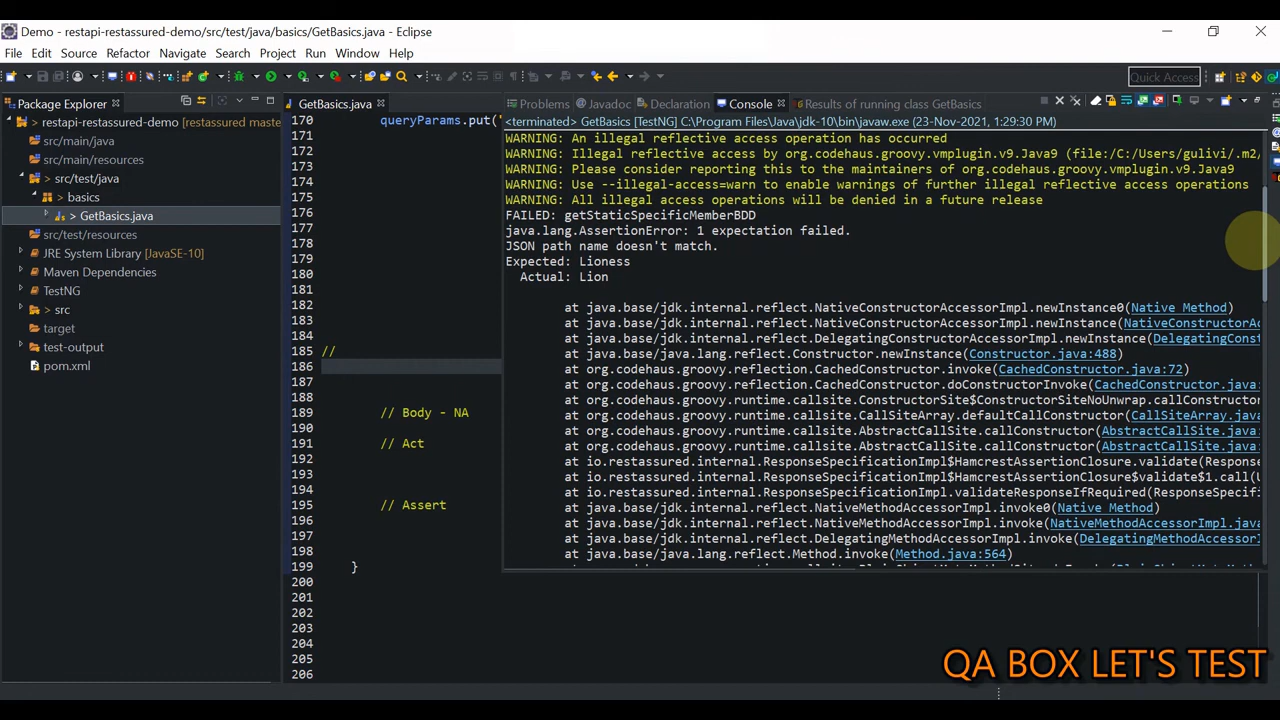 Demo - restapi-restassured-demo/src/test/java/basics/GetBasics.java - Eclipse
File Edit Source Refactor Navigate Search Project Run Window Help
Quick Access
Package Explorer
GetBasics.java
Problems Javadoc Declaration Console Results of running class GetBasics
> restapi-restassured-demo [restassured mast
src/main/java
src/main/resources
> src/test/java
> basics
> GetBasics.java
src/test/resources
JRE System Library [JavaSE-10]
Maven Dependencies
TestNG
> src
target
test-output
pom.xml
170 queryParams.put("
171
172
173
174
175
176
177
178
179
180
181
182
183
184
185 //
186
187
188
189 // Body - NA
190
191 // Act
192
193
194
195 // Assert
196
197
198
199 }
200
201
202
203
204
205
206
<terminated> GetBasics [TestNG] C:\Program Files\Java\jdk-10\bin\javaw.exe (23-Nov-2021, 1:29:30 PM)
WARNING: An illegal reflective access operation has occurred
WARNING: Illegal reflective access by org.codehaus.groovy.vmplugin.v9.Java9 (file:/C:/Users/gulivi/.m2/
WARNING: Please consider reporting this to the maintainers of org.codehaus.groovy.vmplugin.v9.Java9
WARNING: Use --illegal-access=warn to enable warnings of further illegal reflective access operations
WARNING: All illegal access operations will be denied in a future release
FAILED: getStaticSpecificMemberBDD
java.lang.AssertionError: 1 expectation failed.
JSON path name doesn't match.
Expected: Lioness
Actual: Lion
at java.base/jdk.internal.reflect.NativeConstructorAccessorImpl.newInstance0(Native Method)
at java.base/jdk.internal.reflect.NativeConstructorAccessorImpl.newInstance(NativeConstructorAc
at java.base/jdk.internal.reflect.DelegatingConstructorAccessorImpl.newInstance(DelegatingConst
at java.base/java.lang.reflect.Constructor.newInstance(Constructor.java:488)
at org.codehaus.groovy.reflection.CachedConstructor.invoke(CachedConstructor.java:72)
at org.codehaus.groovy.reflection.CachedConstructor.doConstructorInvoke(CachedConstructor.java:
at org.codehaus.groovy.runtime.callsite.ConstructorSite$ConstructorSiteNoUnwrap.callConstructor
at org.codehaus.groovy.runtime.callsite.CallSiteArray.defaultCallConstructor(CallSiteArray.java
at org.codehaus.groovy.runtime.callsite.AbstractCallSite.callConstructor(AbstractCallSite.java:
at org.codehaus.groovy.runtime.callsite.AbstractCallSite.callConstructor(AbstractCallSite.java:
at io.restassured.internal.ResponseSpecificationImpl$HamcrestAssertionClosure.validate(Response
at io.restassured.internal.ResponseSpecificationImpl$HamcrestAssertionClosure$validate$1.call(U
at io.restassured.internal.ResponseSpecificationImpl.validateResponseIfRequired(ResponseSpecifi
at java.base/jdk.internal.reflect.NativeMethodAccessorImpl.invoke0(Native Method)
at java.base/jdk.internal.reflect.NativeMethodAccessorImpl.invoke(NativeMethodAccessorImpl.java
at java.base/jdk.internal.reflect.DelegatingMethodAccessorImpl.invoke(DelegatingMethodAccessorI
at java.base/java.lang.reflect.Method.invoke(Method.java:564)
QA BOX LET'S TEST